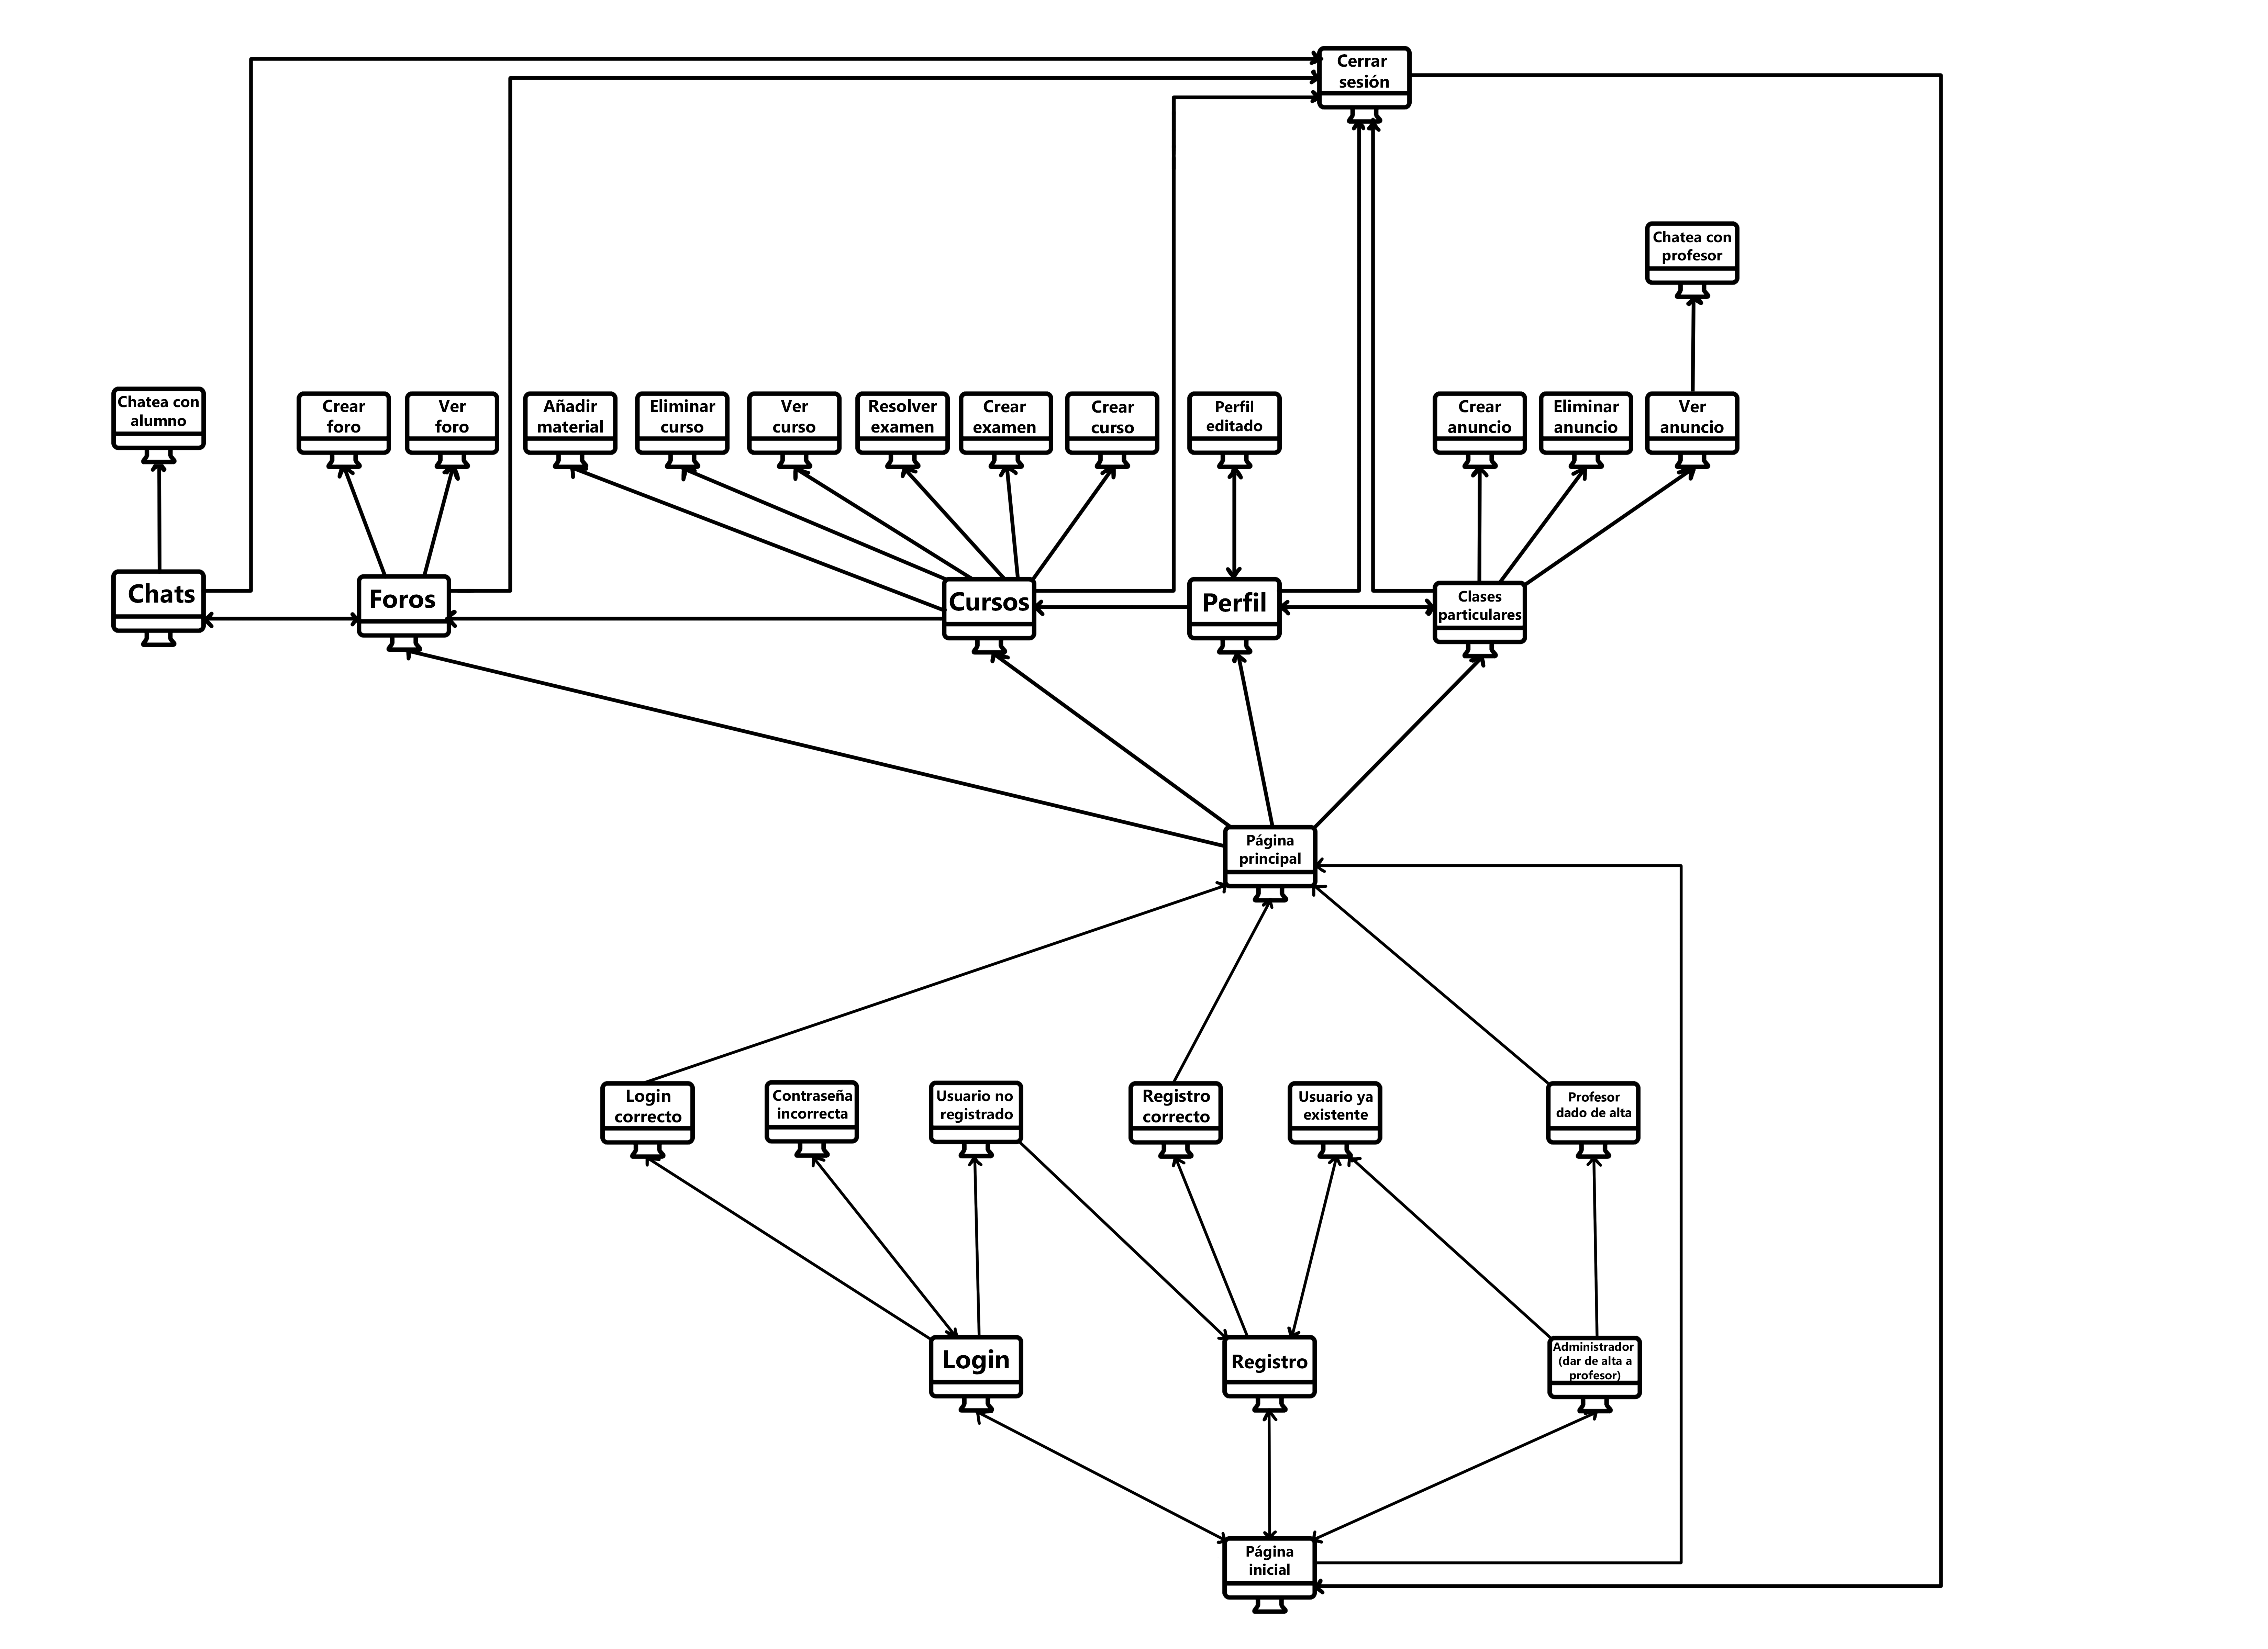 Cerrar
sesión
Chatea con
profesor
Chatea con
alumno
Crear
foro
Ver
foro
Añadir
material
Eliminar
curso
Ver
curso
Resolver
examen
Crear
examen
Crear
curso
Perfil
editado
Crear
anuncio
Eliminar
anuncio
Ver
anuncio
Chats
Foros
Cursos
Perfil
Clases
particulares
Página
principal
Login
correcto
Contraseña
incorrecta
Usuario no
registrado
Registro
correcto
Usuario ya
existente
Profesor
dado de alta
Login
Registro
Administrador
(dar de alta a
profesor)
Página
inicial